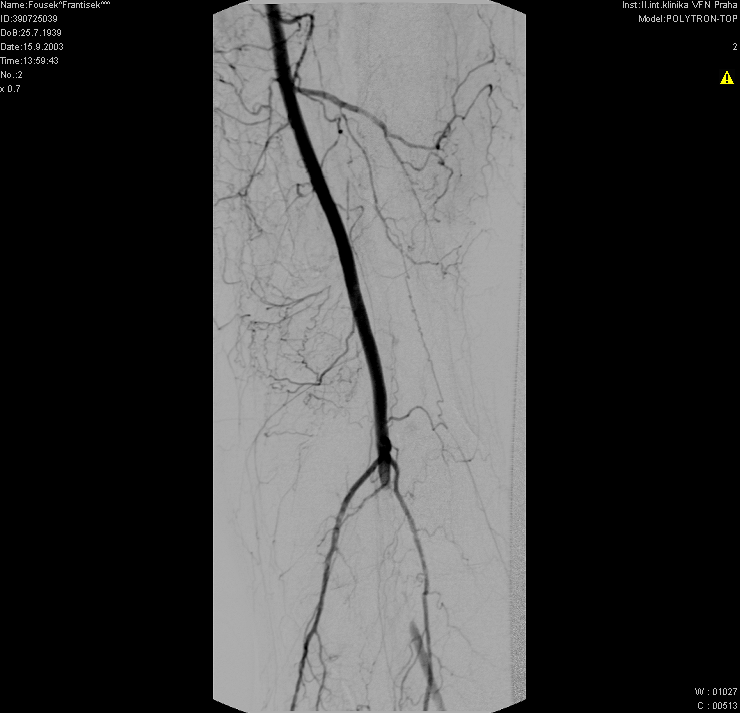 Name:Fousek^Frantisek^^^
ID:390725039
DoB:25.7.1939
Date:15.9.2003
Time:13:59:43
No.:2
x 0.7
Inst:II.int.klinika VFN Praha
Model:POLYTRON-TOP
2
W : 01027
C : 00513